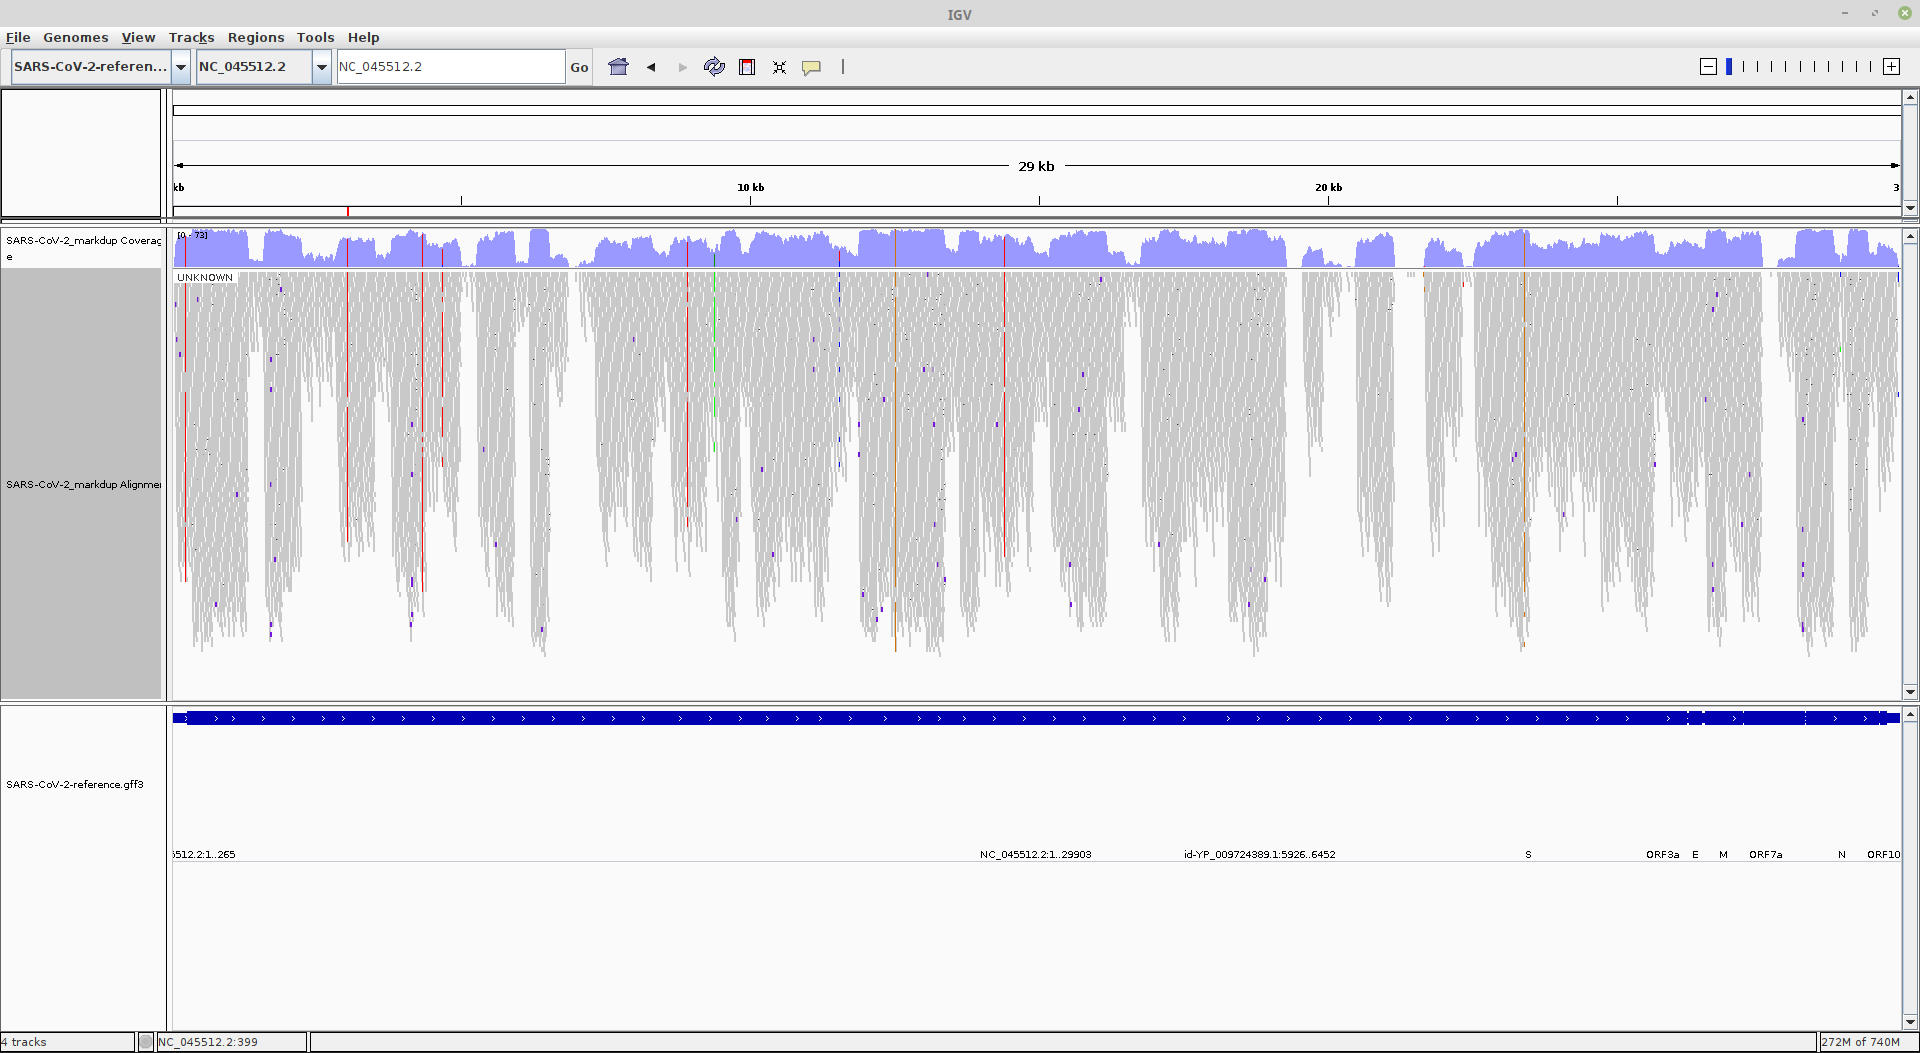 IGV
File Genomes View Tracks Regions Tools Help
SARS-CoV-2-referen... NC_045512.2 NC_045512.2 Go
29 kb
kb 10 kb 20 kb 3
SARS-CoV-2_markdup Coverag
e
[0 - 73]
UNKNOWN
SARS-CoV-2_markdup Alignme
SARS-CoV-2-reference.gff3
512.2:1..265 NC_045512.2:1..29903 id-YP_009724389.1:5926..6452 S ORF3a E M ORF7a N ORF10
4 tracks NC_045512.2:399 272M of 740M